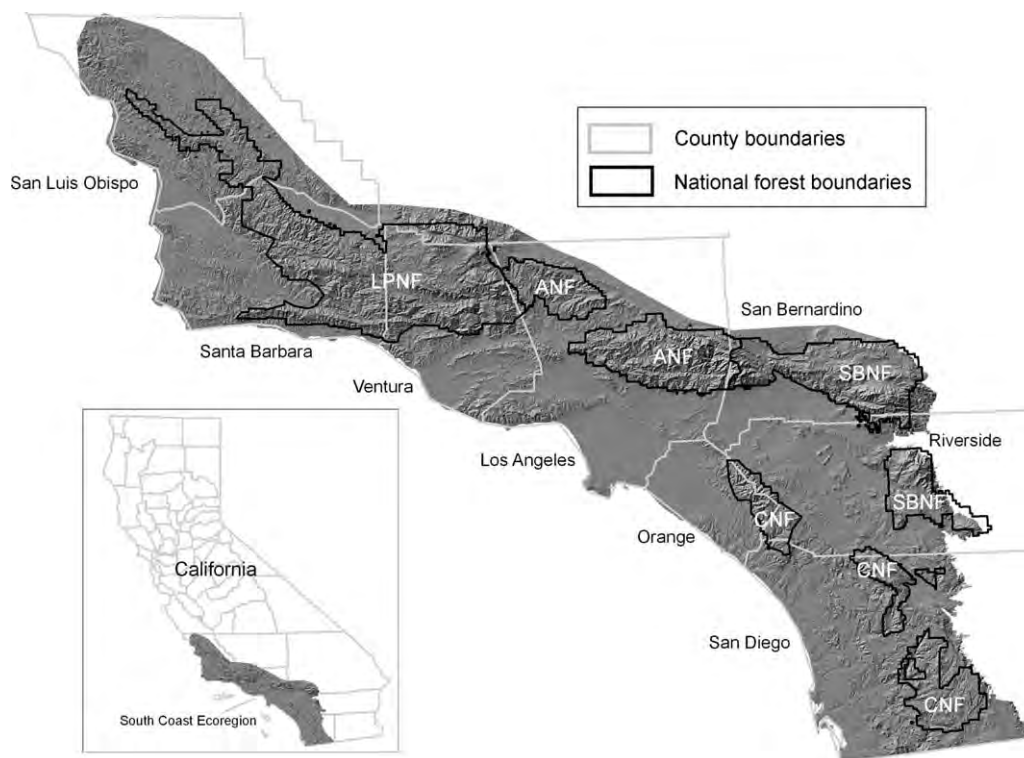 County boundaries
National forest boundaries
San Luis Obispo
LPNF
ANF
San Bernardino
Santa Barbara
ANF
SBNF
Ventura
Riverside
Los Angeles
SBNF
CNF
Orange
CNF
San Diego
CNF
California
South Coast Ecoregion